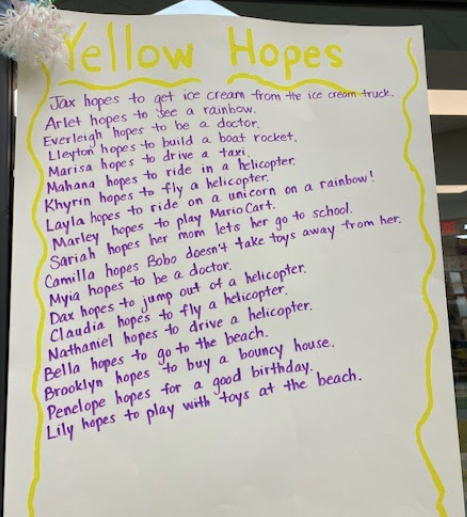 Yellow Hopes
Jax hopes to get ice cream from the ice cream truck.
Arlet hopes to see a rainbow.
Everleigh hopes to be a doctor.
Lleyton hopes to build a boat rocket.
Marisa hopes to drive a taxi.
Mahana hopes to ride in a helicopter.
Khyrin hopes to fly a helicopter.
Layla hopes to ride on a unicorn on a rainbow!
Marley hopes to play Mario Cart.
Sariah hopes her mom lets her go to school.
Camilla hopes Bobo doesn't take toys away from her.
Myia hopes to be a doctor.
Dax hopes to jump out of a helicopter.
Claudia hopes to fly a helicopter.
Nathaniel hopes to drive a helicopter.
Bella hopes to go to the beach.
Brooklyn hopes to buy a bouncy house.
Penelope hopes for a good birthday.
Lily hopes to play with toys at the beach.